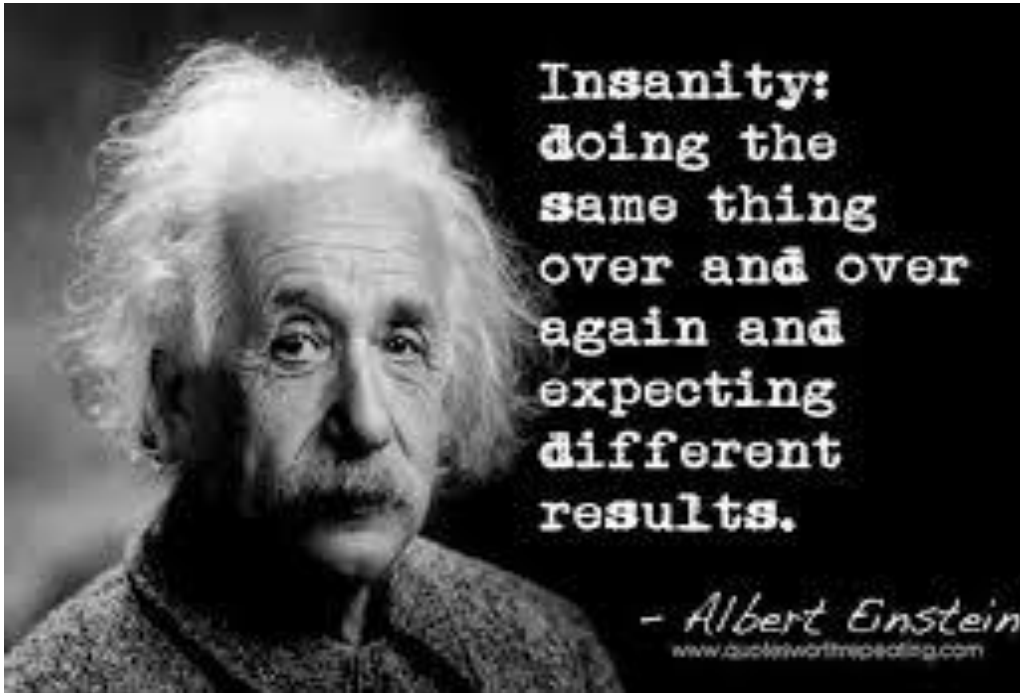 Insanity:
doing the
same thing
over and over
again and
expecting
different
results.
- Albert Einstein
www.quotesworthrepeating.com